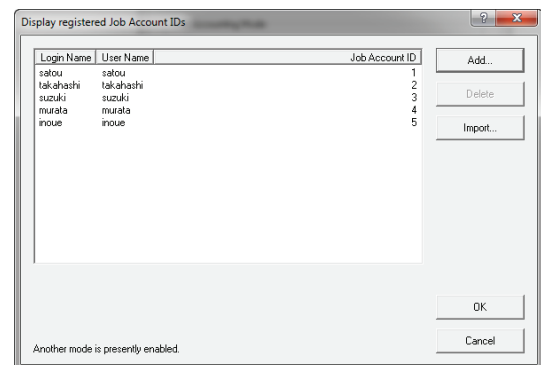 Display registered Job Account IDs
Login Name User Name Job Account ID
satou satou 1
takahashi takahashi 2
suzuki suzuki 3
murata murata 4
inoue inoue 5
Add...
Delete
Import...
OK
Cancel
Another mode is presently enabled.